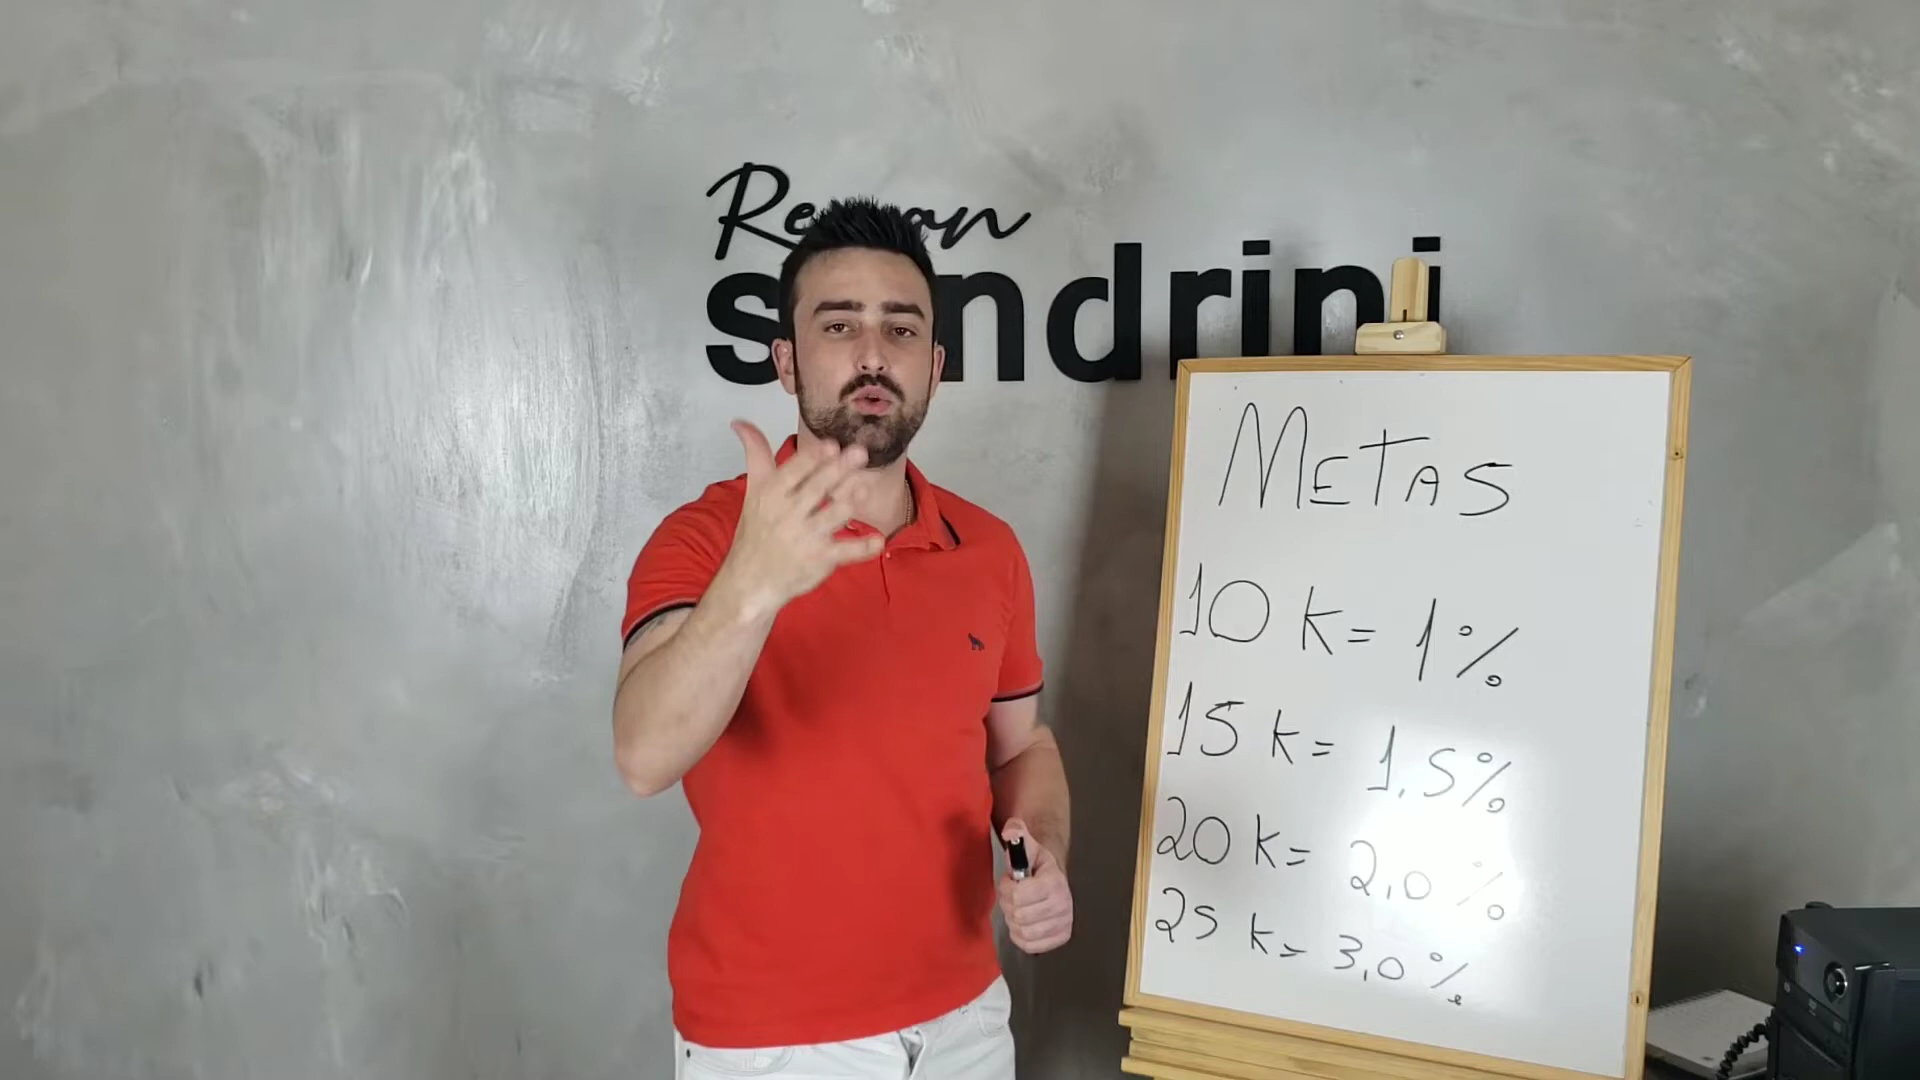 METAS
10 K = 1%
15 K = 1,5%
20 K = 2,0%
25 K = 3,0%